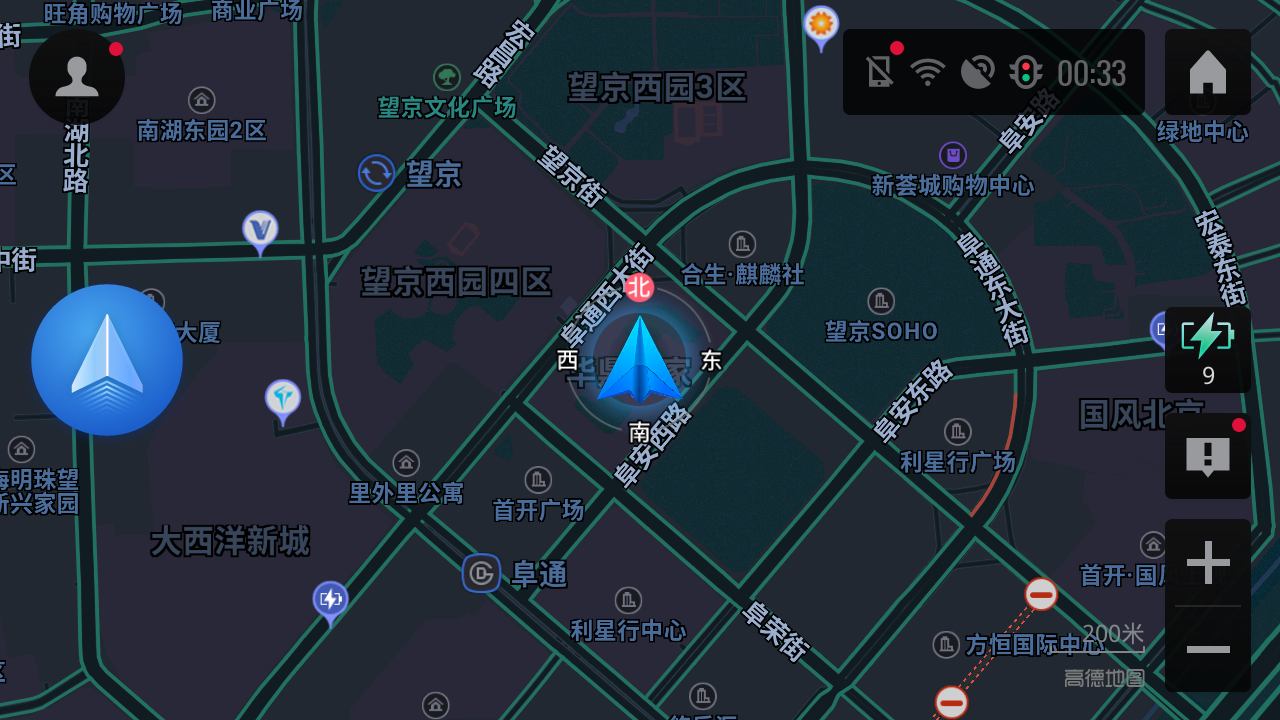 旺角购物广场
商业广场
街
宏昌路
望京西园3区
00:33
望京文化广场
南湖北路
南湖东园2区
阜安路
绿地中心
区
望京
望京街
新荟城购物中心
中街
宏泰东街
阜通东大街
望京西园四区
阜通西大街
北
合生·麒麟社
大厦
望京SOHO
西
东
9
南
阜安西路
阜安东路
国风北京
利星行广场
海明珠望
新兴家园
里外里公寓
首开广场
大西洋新城
阜通
首开·国风
利星行中心
阜荣街
方恒国际中心
200米
区
高德地图